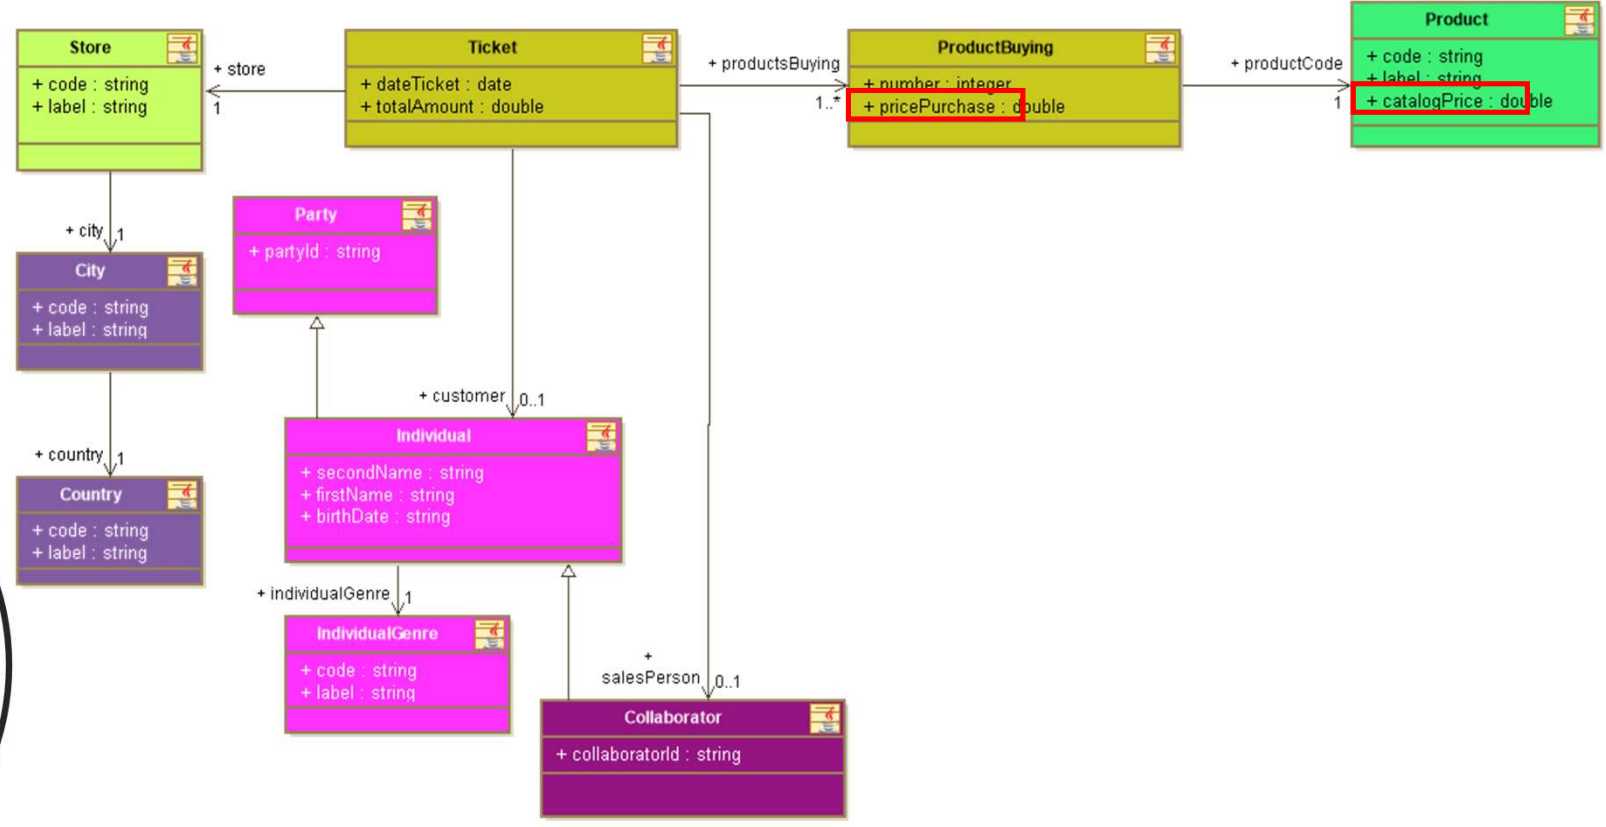 Store
+ code : string
+ label : string
+ store
1
Ticket
+ dateTicket : date
+ totalAmount : double
+ productsBuying
1..*
ProductBuying
+ number : integer
+ pricePurchase : double
+ productCode
1
Product
+ code : string
+ label : string
+ catalogPrice : double
+ city
1
City
+ code : string
+ label : string
+ country
1
Country
+ code : string
+ label : string
Party
+ partyId : string
+ customer
0..1
Individual
+ secondName : string
+ firstName : string
+ birthDate : string
+ individualGenre
1
IndividualGenre
+ code : string
+ label : string
+
salesPerson
0..1
Collaborator
+ collaboratorId : string